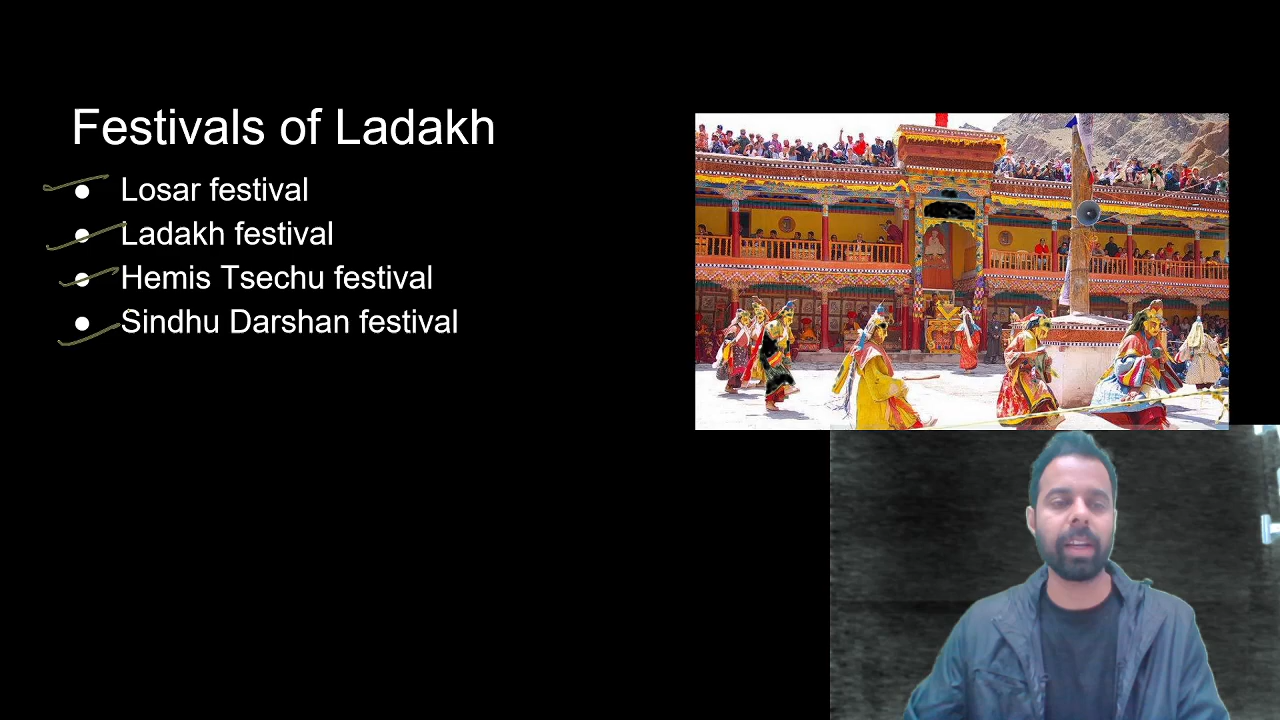 Festivals of Ladakh
Losar festival
Ladakh festival
Hemis Tsechu festival
Sindhu Darshan festival